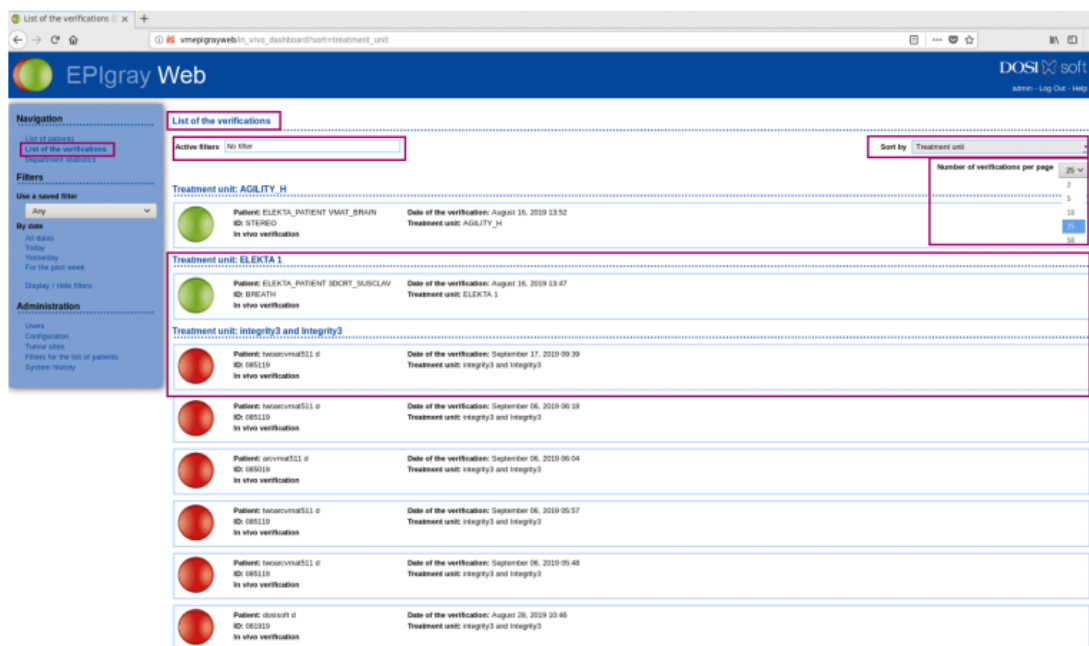 List of the verifications
vmepigrayweb/in_vivo_dashboard?sort=treatment_unit
EPIgray Web
DOSI soft
admin - Log Out - Help
Navigation
List of patients
List of the verifications
Department statistics
Filters
Use a saved filter
Any
By date
All dates
Today
Yesterday
For the past week
Display / Hide filters
Administration
Users
Configuration
Tumor sites
Filters for the list of patients
System history
List of the verifications
Active filters No filter
Sort by Treatment unit
Number of verifications per page 25
2
5
10
25
50
Treatment unit: AGILITY_H
Patient: ELEKTA_PATIENT VMAT_BRAIN Date of the verification: August 16, 2019 13:52
ID: STEREO Treatment unit: AGILITY_H
In vivo verification
Treatment unit: ELEKTA 1
Patient: ELEKTA_PATIENT 3DCRT_SUSCLAV Date of the verification: August 16, 2019 13:47
ID: BREATH Treatment unit: ELEKTA 1
In vivo verification
Treatment unit: integrity3 and Integrity3
Patient: twoarcvmat511 d Date of the verification: September 17, 2019 09:39
ID: 085119 Treatment unit: integrity3 and Integrity3
In vivo verification
Patient: twoarcvmat511 d Date of the verification: September 06, 2019 06:18
ID: 085119 Treatment unit: integrity3 and Integrity3
In vivo verification
Patient: arcvmat511 d Date of the verification: September 06, 2019 06:04
ID: 085019 Treatment unit: integrity3 and Integrity3
In vivo verification
Patient: twoarcvmat511 d Date of the verification: September 06, 2019 05:57
ID: 085119 Treatment unit: integrity3 and Integrity3
In vivo verification
Patient: twoarcvmat511 d Date of the verification: September 06, 2019 05:48
ID: 085119 Treatment unit: integrity3 and Integrity3
In vivo verification
Patient: dosisoft d Date of the verification: August 28, 2019 10:46
ID: 081919 Treatment unit: integrity3 and Integrity3
In vivo verification